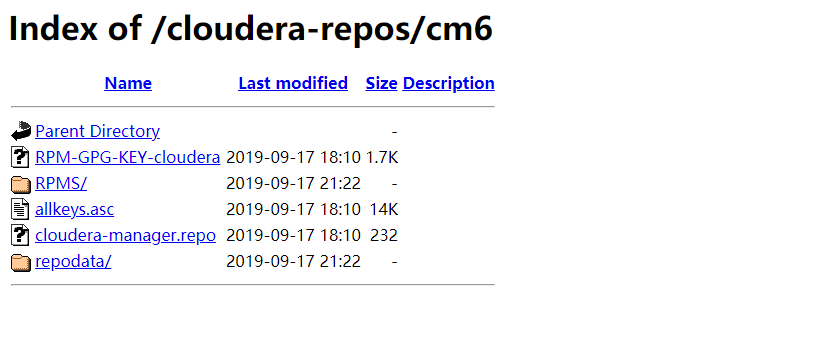 Index of /cloudera-repos/cm6
Name Last modified Size Description
Parent Directory -
RPM-GPG-KEY-cloudera 2019-09-17 18:10 1.7K
RPMS/ 2019-09-17 21:22 -
allkeys.asc 2019-09-17 18:10 14K
cloudera-manager.repo 2019-09-17 18:10 232
repodata/ 2019-09-17 21:22 -